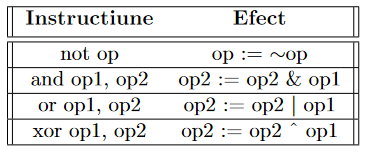 Instructiune Efect
not op op := ~op
and op1, op2 op2 := op2 & op1
or op1, op2 op2 := op2 | op1
xor op1, op2 op2 := op2 ^ op1